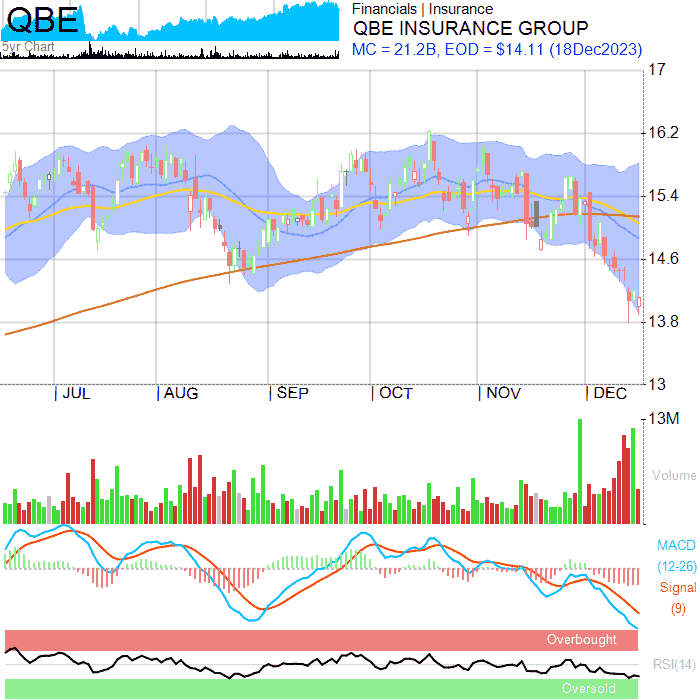 QBE
5yr Chart
Financials | Insurance
QBE INSURANCE GROUP
MC = 21.2B, EOD = $14.11 (18Dec2023)
17
16.2
15.4
14.6
13.8
13
| JUL | AUG | SEP | OCT | NOV | DEC
13M
Volume
MACD
(12-26)
Signal
(9)
Overbought
RSI(14)
Oversold